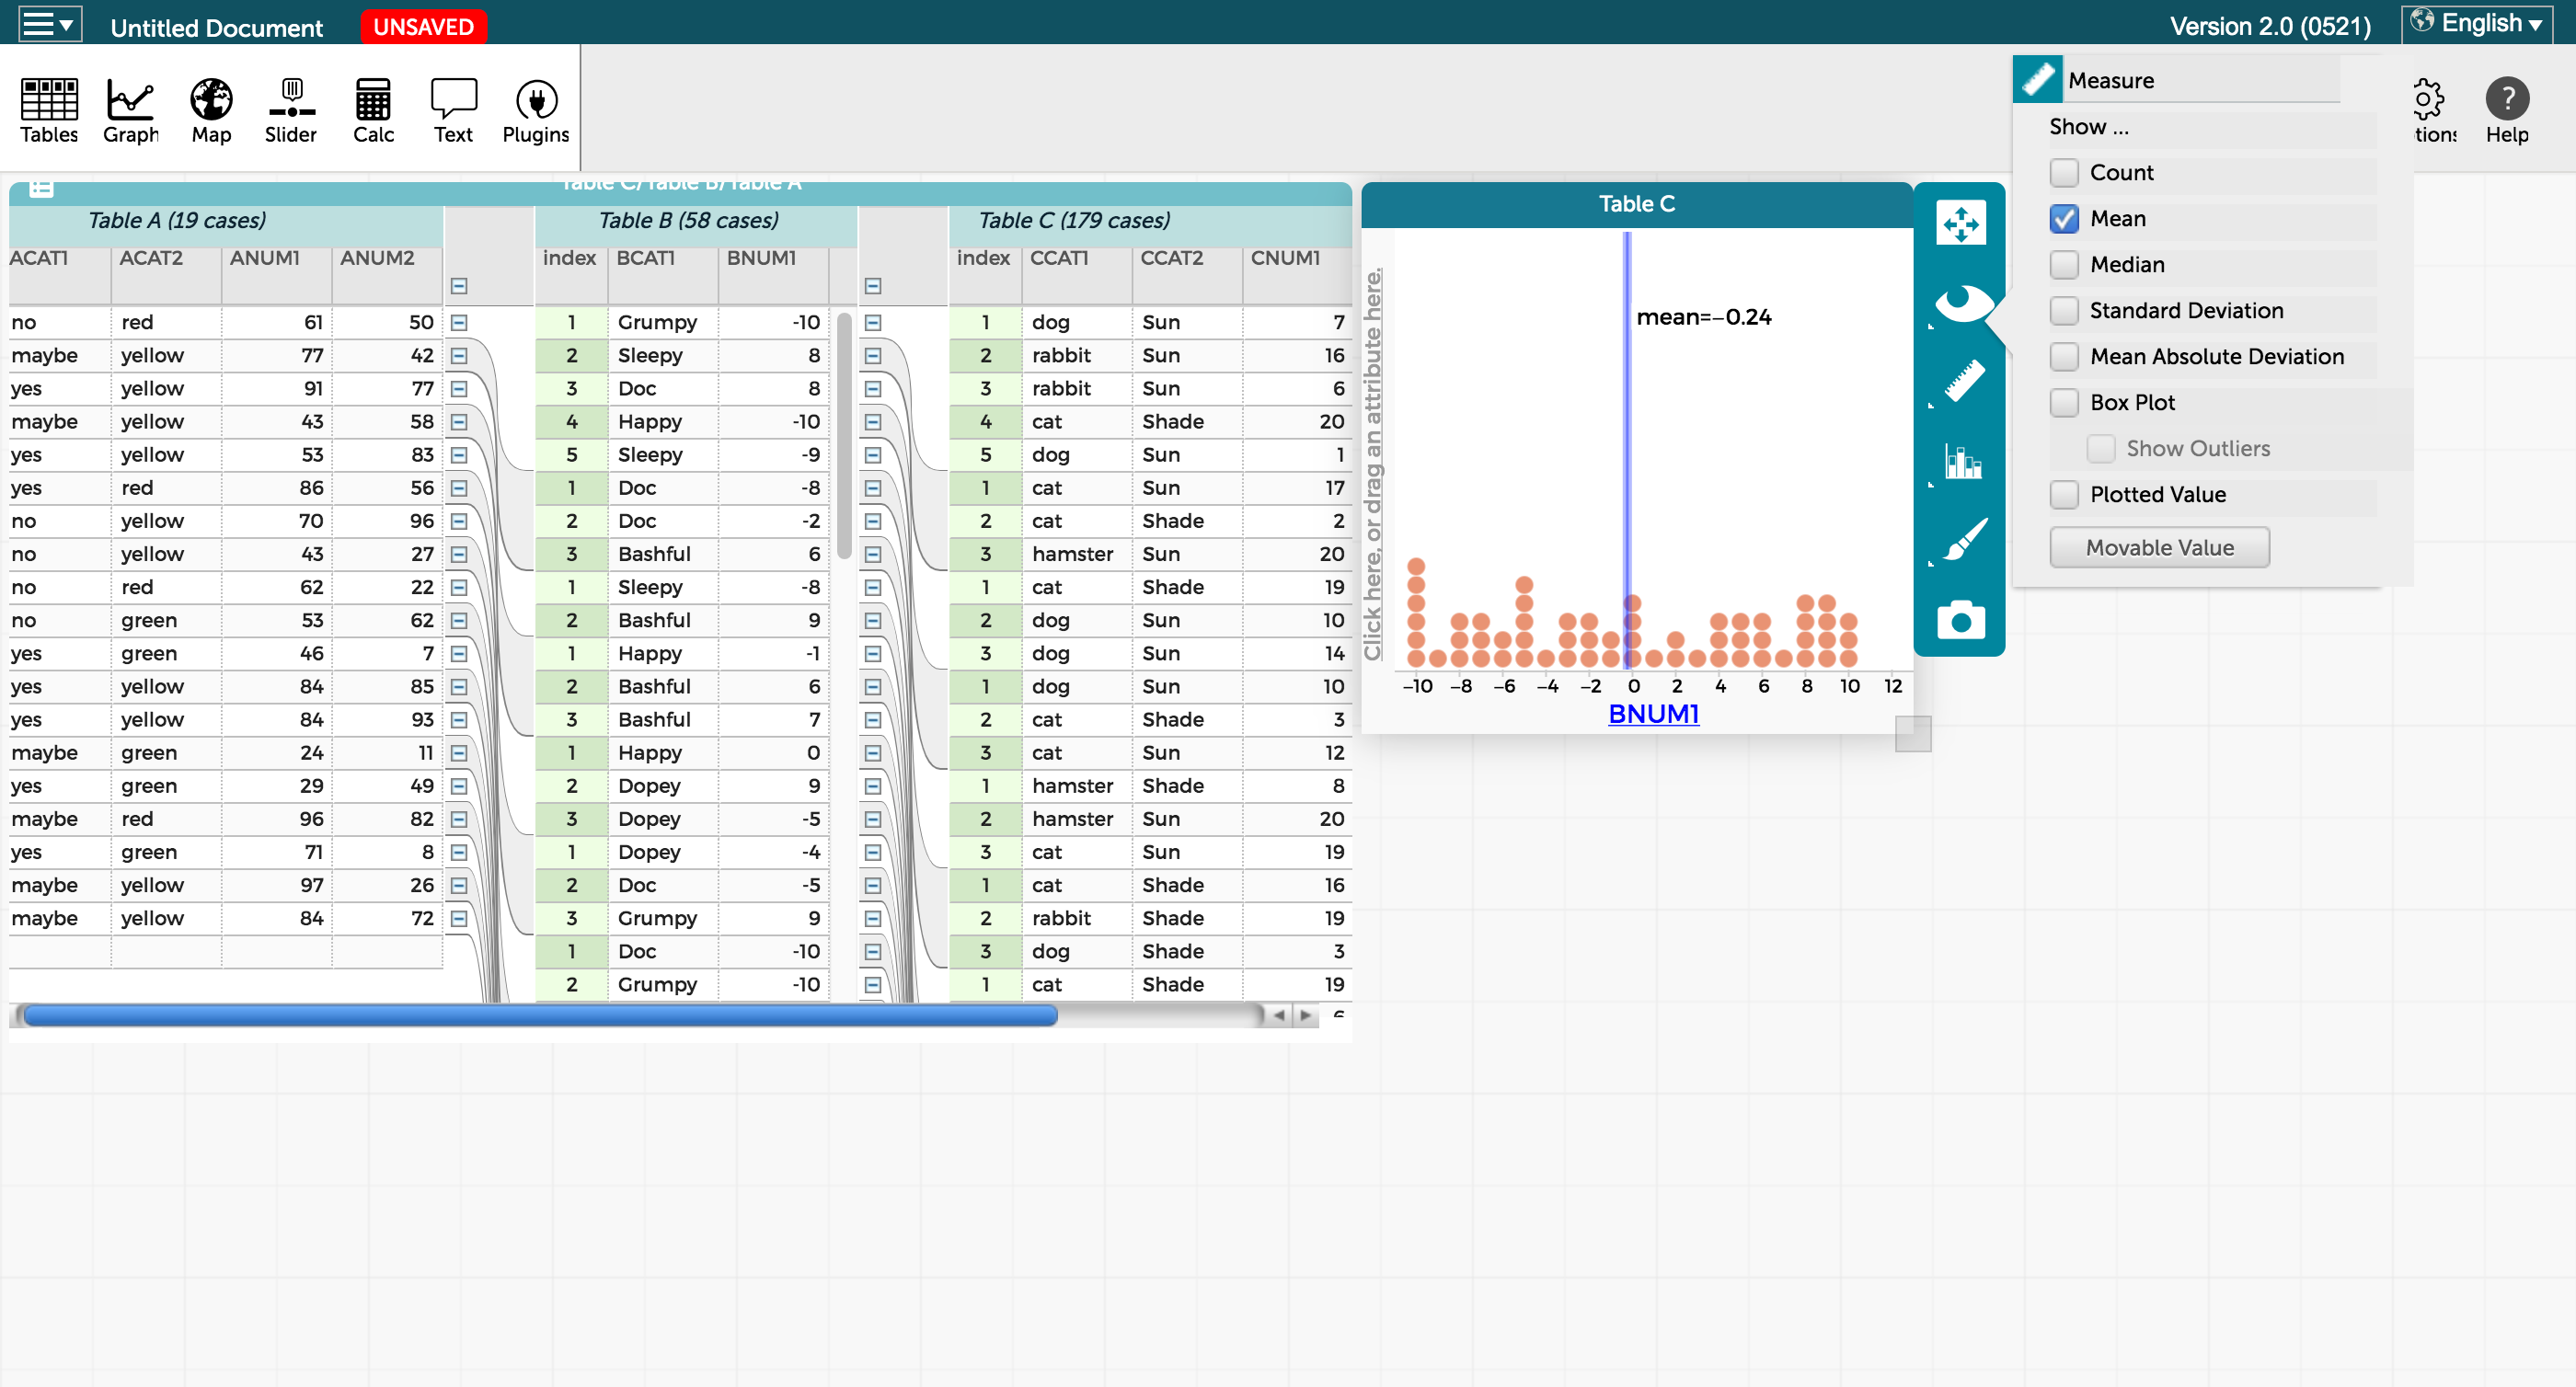 Untitled Document UNSAVED Version 2.0 (0521) English
Tables Graph Map Slider Calc Text Plugins tions Help
Measure
Show ...
Count
Mean
Median
Standard Deviation
Mean Absolute Deviation
Box Plot
Show Outliers
Plotted Value
Movable Value
Table C/Table B/Table A
Table A (19 cases) Table B (58 cases) Table C (179 cases)
ACAT1 ACAT2 ANUM1 ANUM2 index BCAT1 BNUM1 index CCAT1 CCAT2 CNUM1
no red 61 50 1 Grumpy -10 1 dog Sun 7
maybe yellow 77 42 2 Sleepy 8 2 rabbit Sun 16
yes yellow 91 77 3 Doc 8 3 rabbit Sun 6
maybe yellow 43 58 4 Happy -10 4 cat Shade 20
yes yellow 53 83 5 Sleepy -9 5 dog Sun 1
yes red 86 56 1 Doc -8 1 cat Sun 17
no yellow 70 96 2 Doc -2 2 cat Shade 2
no yellow 43 27 3 Bashful 6 3 hamster Sun 20
no red 62 22 1 Sleepy -8 1 cat Shade 19
no green 53 62 2 Bashful 9 2 dog Sun 10
yes green 46 7 1 Happy -1 3 dog Sun 14
yes yellow 84 85 2 Bashful 6 1 dog Sun 10
yes yellow 84 93 3 Bashful 7 2 cat Shade 3
maybe green 24 11 1 Happy 0 3 cat Sun 12
yes green 29 49 2 Dopey 9 1 hamster Shade 8
maybe red 96 82 3 Dopey -5 2 hamster Sun 20
yes green 71 8 1 Dopey -4 3 cat Sun 19
maybe yellow 97 26 2 Doc -5 1 cat Shade 16
maybe yellow 84 72 3 Grumpy 9 2 rabbit Shade 19
1 Doc -10 3 dog Shade 3
2 Grumpy -10 1 cat Shade 19
Table C
Click here, or drag an attribute here.
mean=−0.24
−10 −8 −6 −4 −2 0 2 4 6 8 10 12
BNUM1